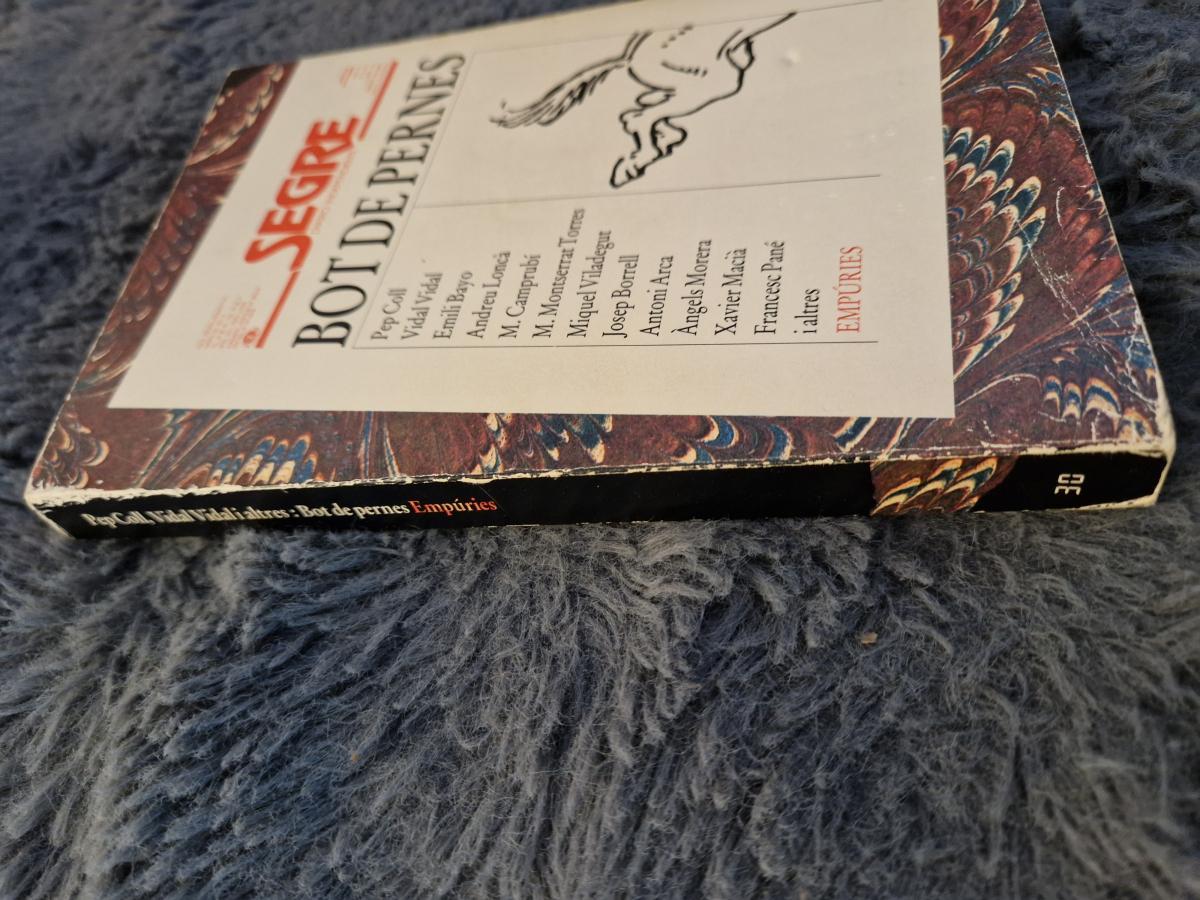 SEGRE
BOT DE PERNES
Pep Coll
Vidal Vidal
Emili Bayo
Andreu Loncà
M. Camprubí
M. Montserrat Torres
Miquel Viladegut
Josep Borrell
Antoni Arca
Àngels Morera
Xavier Macià
Francesc Pané
i altres
EMPÚRIES
Pep Coll, Vidal Vidal i altres : Bot de pernes Empúries
30